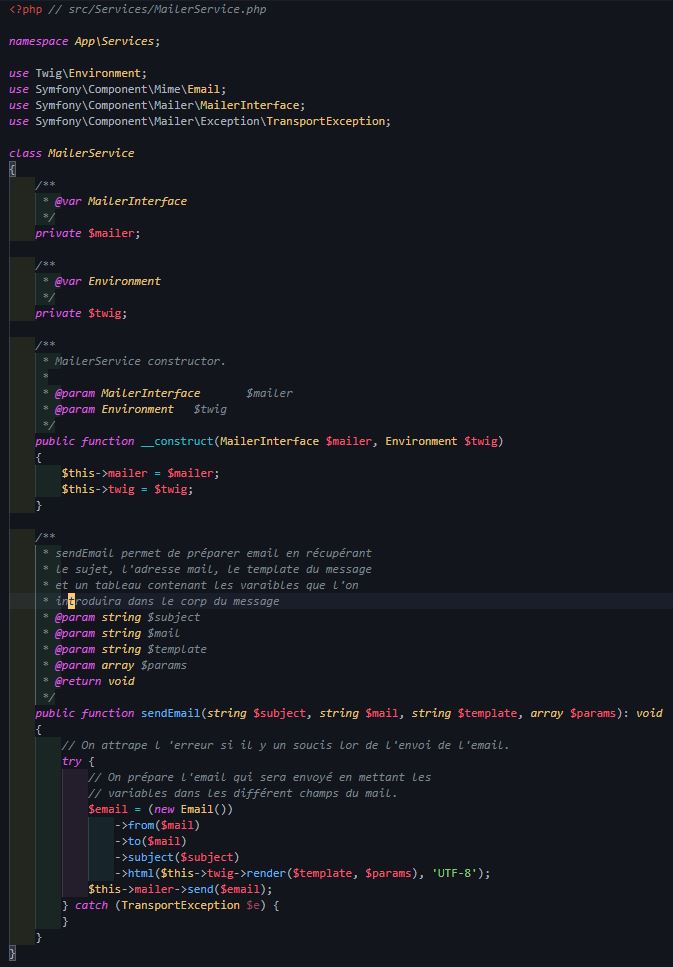 <?php // src/Services/MailerService.php
namespace App\Services;
use Twig\Environment;
use Symfony\Component\Mime\Email;
use Symfony\Component\Mailer\MailerInterface;
use Symfony\Component\Mailer\Exception\TransportException;
class MailerService
{
    /**
     * @var MailerInterface
     */
    private $mailer;
    /**
     * @var Environment
     */
    private $twig;
    /**
     * MailerService constructor.
     *
     * @param MailerInterface       $mailer
     * @param Environment   $twig
     */
    public function __construct(MailerInterface $mailer, Environment $twig)
    {
        $this->mailer = $mailer;
        $this->twig = $twig;
    }
    /**
     * sendEmail permet de préparer email en récupérant
     * le sujet, l'adresse mail, le template du message
     * et un tableau contenant les varaibles que l'on
     * introduira dans le corp du message
     * @param string $subject
     * @param string $mail
     * @param string $template
     * @param array $params
     * @return void
     */
    public function sendEmail(string $subject, string $mail, string $template, array $params): void
    {
        // On attrape l 'erreur si il y un soucis lor de l'envoi de l'email.
        try {
            // On prépare l'email qui sera envoyé en mettant les
            // variables dans les différent champs du mail.
            $email = (new Email())
                ->from($mail)
                ->to($mail)
                ->subject($subject)
                ->html($this->twig->render($template, $params), 'UTF-8');
            $this->mailer->send($email);
        } catch (TransportException $e) {
        }
    }
}